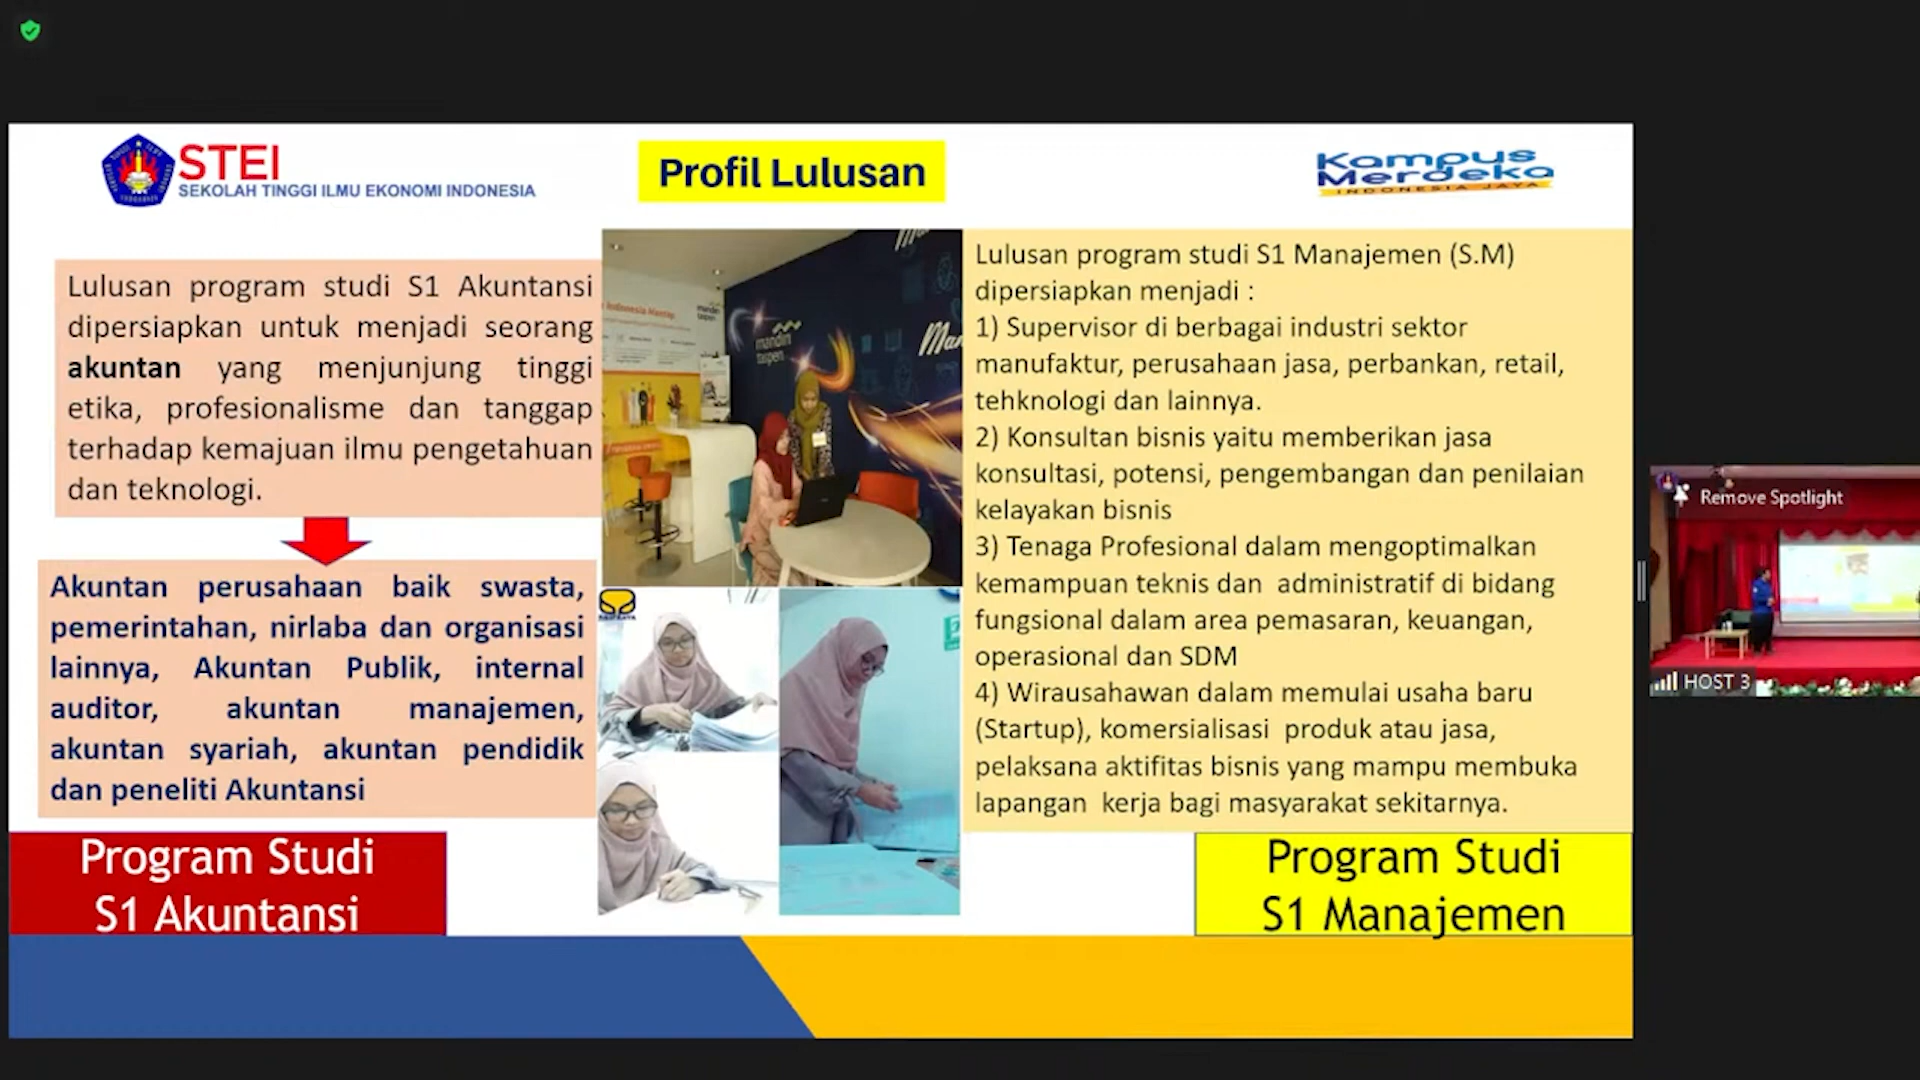 STEI
SEKOLAH TINGGI ILMU EKONOMI INDONESIA
Profil Lulusan
Kampus
Merdeka
INDONESIA JAYA
Lulusan program studi S1 Akuntansi
dipersiapkan untuk menjadi seorang
akuntan yang menjunjung tinggi
etika, profesionalisme dan tanggap
terhadap kemajuan ilmu pengetahuan
dan teknologi.
Akuntan perusahaan baik swasta,
pemerintahan, nirlaba dan organisasi
lainnya, Akuntan Publik, internal
auditor, akuntan manajemen,
akuntan syariah, akuntan pendidik
dan peneliti Akuntansi
Program Studi
S1 Akuntansi
mandiri
taspen
Lulusan program studi S1 Manajemen (S.M)
dipersiapkan menjadi :
1) Supervisor di berbagai industri sektor
manufaktur, perusahaan jasa, perbankan, retail,
tehknologi dan lainnya.
2) Konsultan bisnis yaitu memberikan jasa
konsultasi, potensi, pengembangan dan penilaian
kelayakan bisnis
3) Tenaga Profesional dalam mengoptimalkan
kemampuan teknis dan administratif di bidang
fungsional dalam area pemasaran, keuangan,
operasional dan SDM
4) Wirausahawan dalam memulai usaha baru
(Startup), komersialisasi produk atau jasa,
pelaksana aktifitas bisnis yang mampu membuka
lapangan kerja bagi masyarakat sekitarnya.
Program Studi
S1 Manajemen
Remove Spotlight
HOST 3